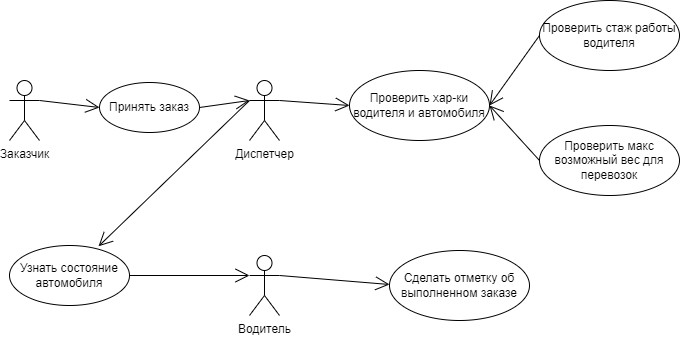 Проверить стаж работы
водителя
Принять заказ
Проверить хар-ки
водителя и автомобиля
Заказчик
Диспетчер
Проверить макс
возможный вес для
перевозок
Узнать состояние
автомобиля
Сделать отметку об
выполненном заказе
Водитель